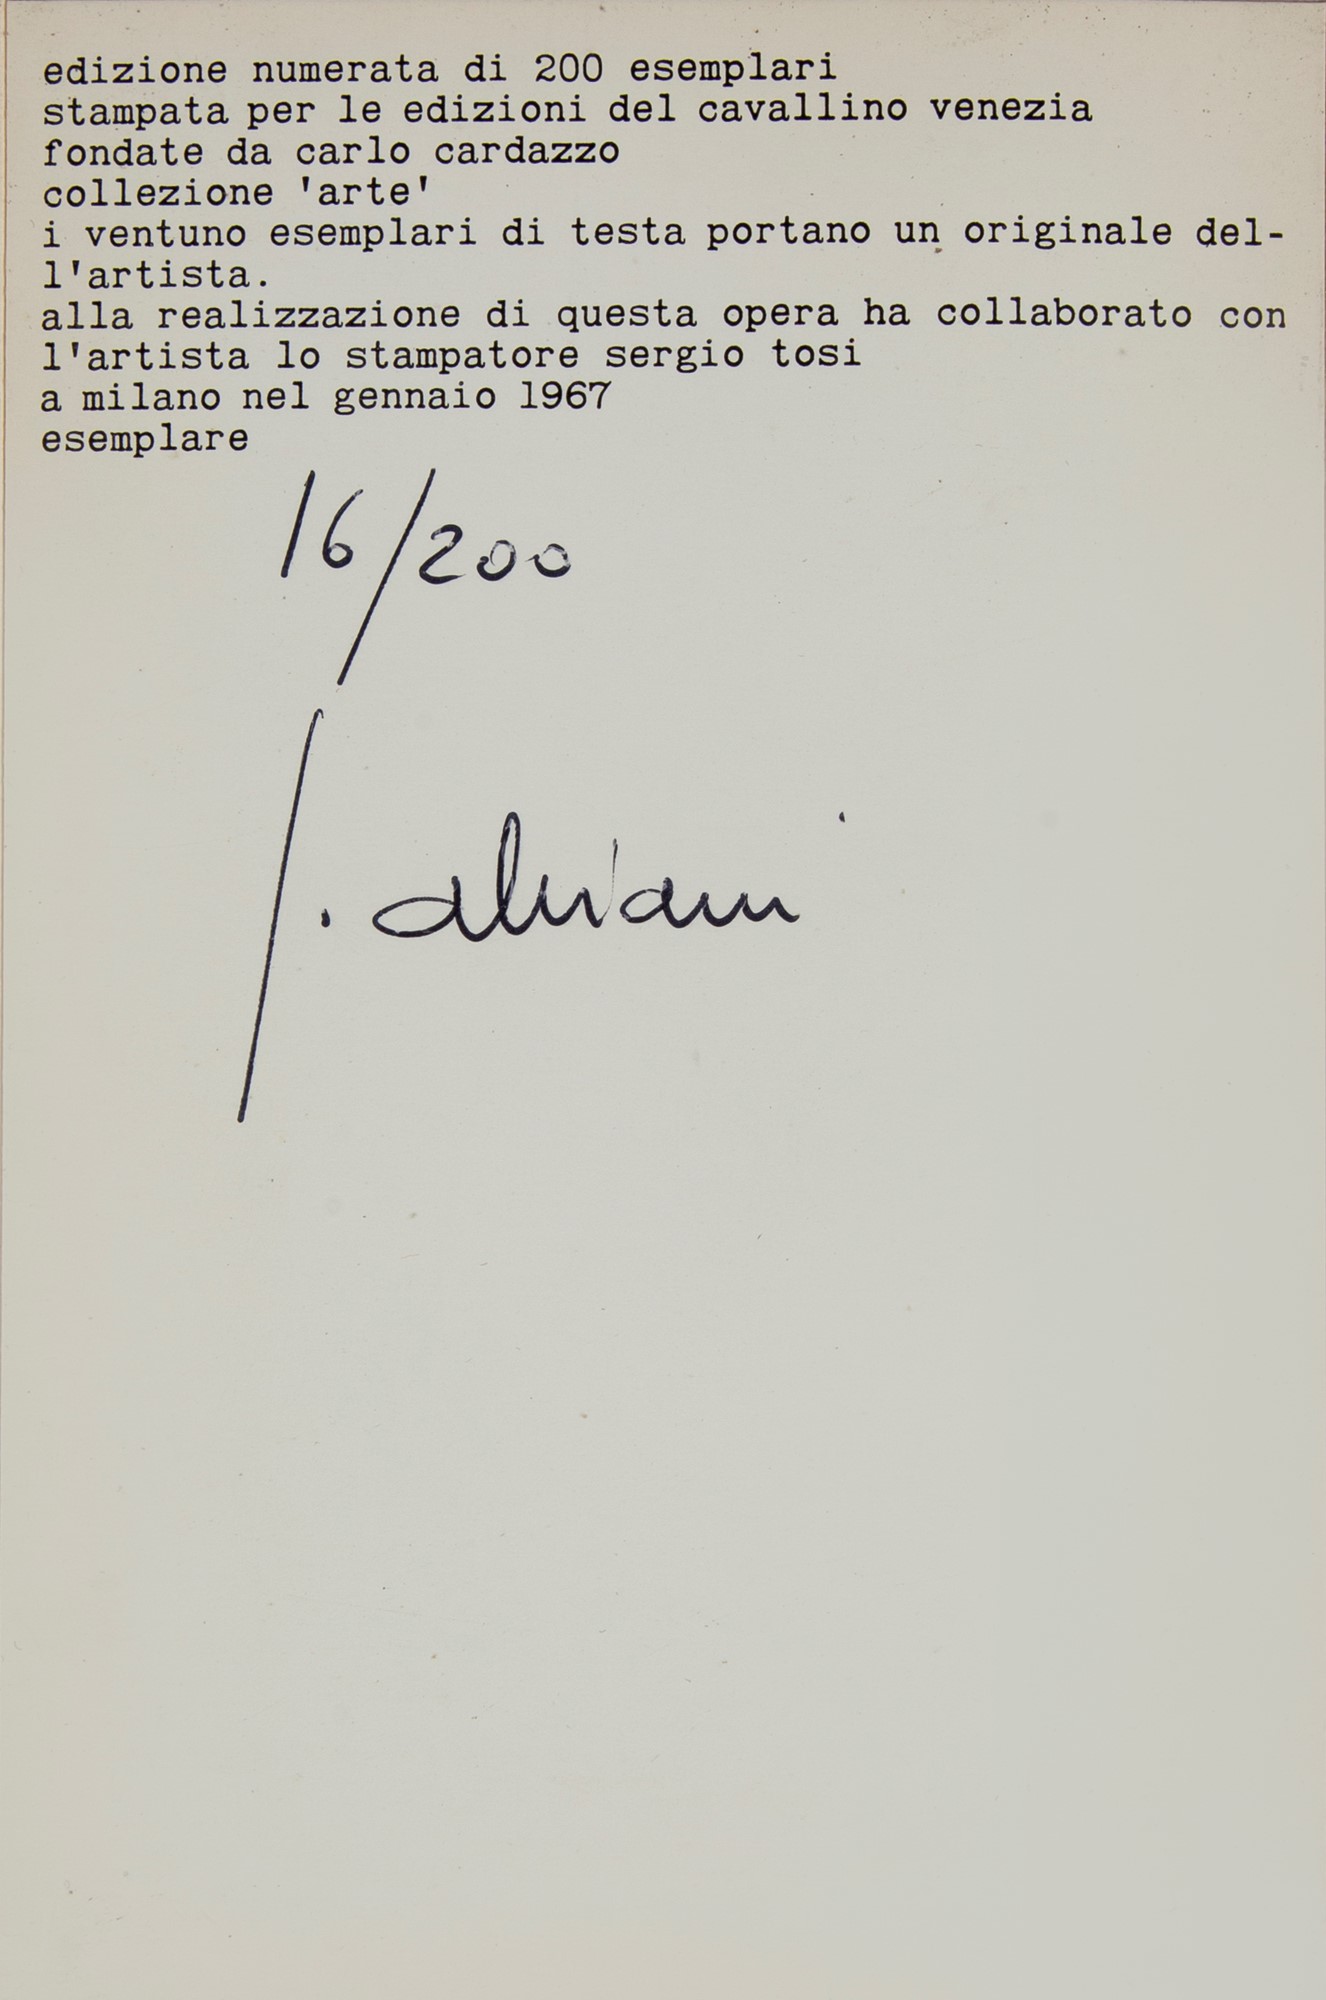 edizione numerata di 200 esemplari
stampata per le edizioni del cavallino venezia
fondate da carlo cardazzo
collezione 'arte'
i ventuno esemplari di testa portano un originale del-
l'artista.
alla realizzazione di questa opera ha collaborato con
l'artista lo stampatore sergio tosi
a milano nel gennaio 1967
esemplare
16/200
. alviani